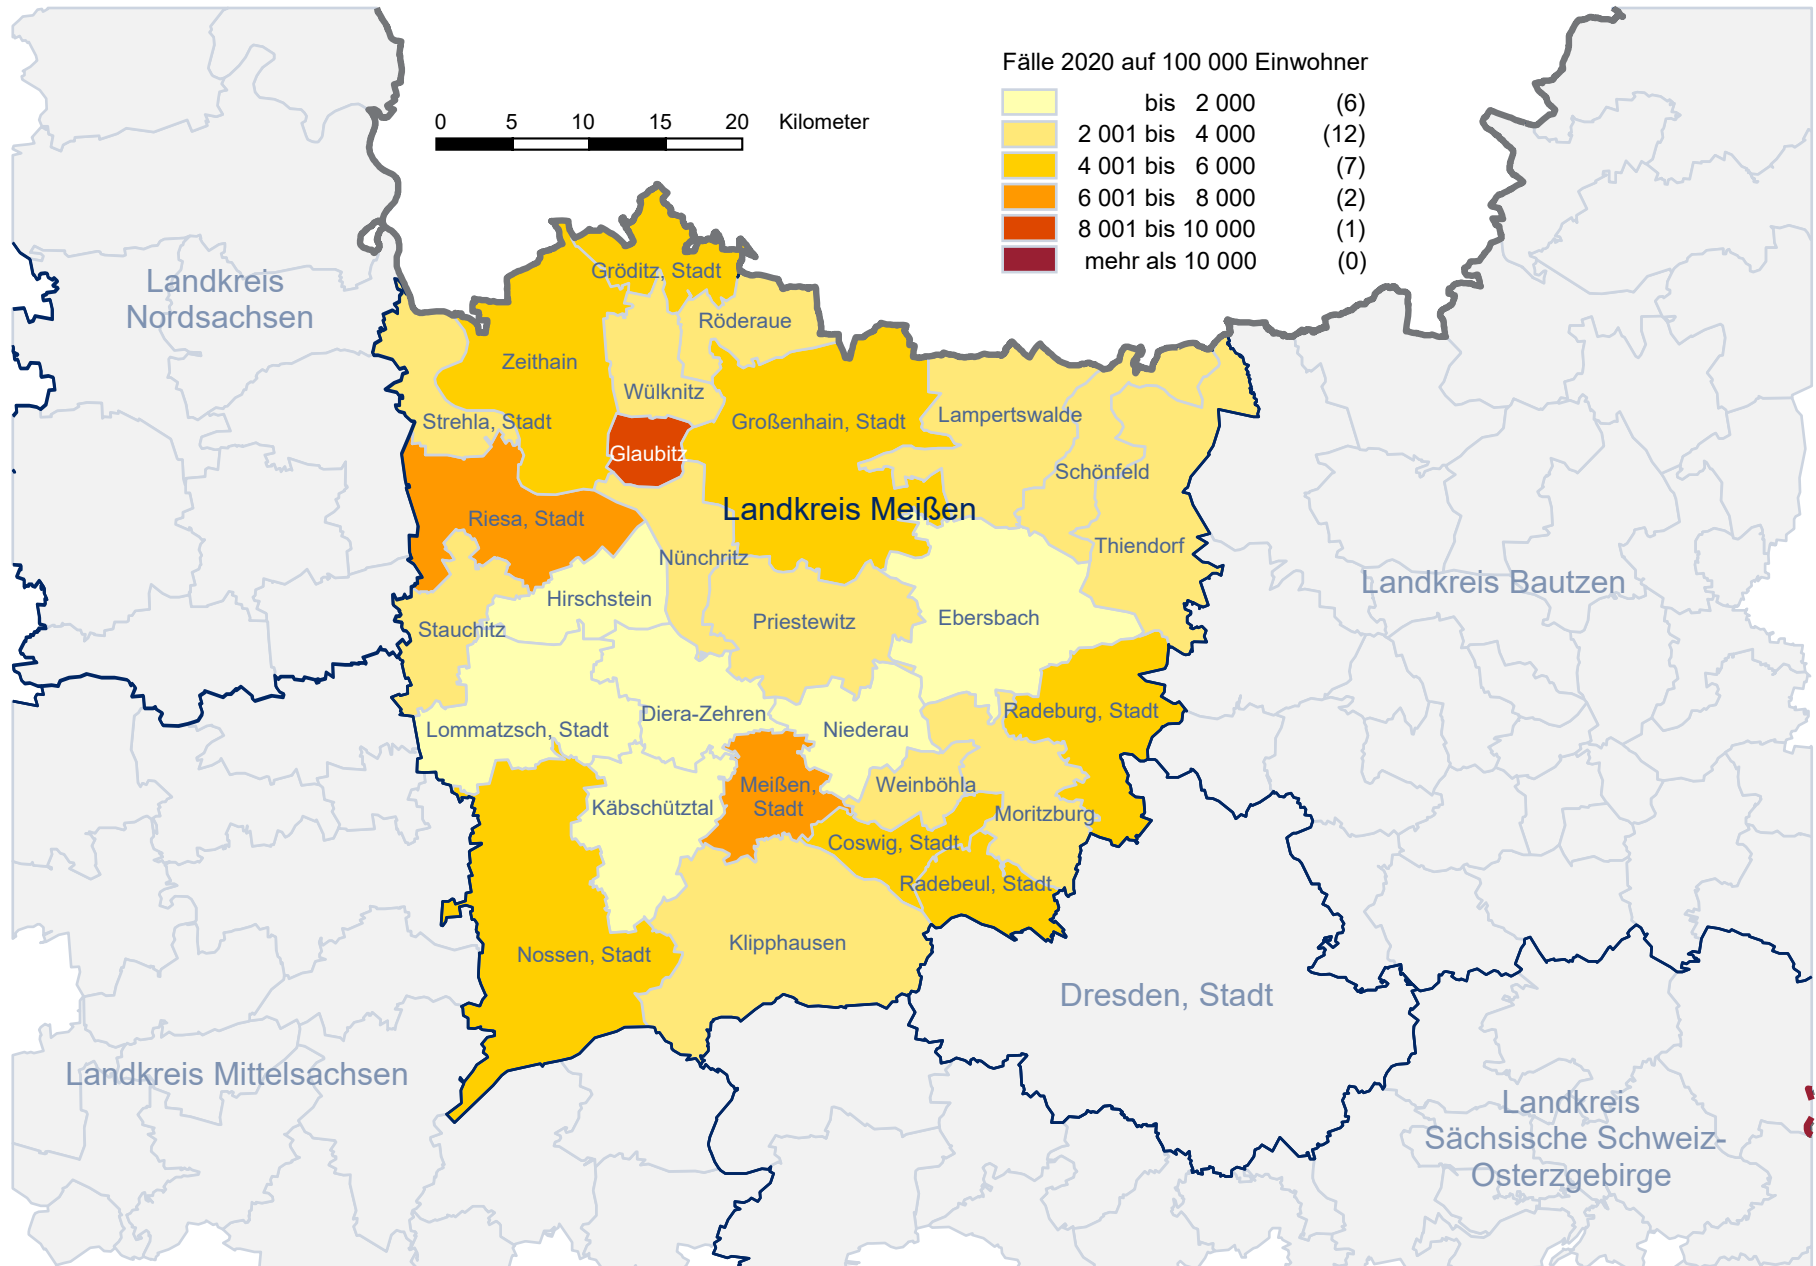 Fälle 2020 auf 100 000 Einwohner
bis 2 000 (6)
2 001 bis 4 000 (12)
4 001 bis 6 000 (7)
6 001 bis 8 000 (2)
8 001 bis 10 000 (1)
mehr als 10 000 (0)
0 5 10 15 20 Kilometer
Landkreis
Nordsachsen
Gröditz, Stadt
Röderaue
Zeithain
Wülknitz
Strehla, Stadt
Großenhain, Stadt
Lampertswalde
Glaubitz
Schönfeld
Landkreis Meißen
Riesa, Stadt
Thiendorf
Nünchritz
Landkreis Bautzen
Hirschstein
Stauchitz
Priestewitz
Ebersbach
Lommatzsch, Stadt
Diera-Zehren
Niederau
Radeburg, Stadt
Meißen,
Stadt
Weinböhla
Käbschütztal
Moritzburg
Coswig, Stadt
Radebeul, Stadt
Klipphausen
Nossen, Stadt
Dresden, Stadt
Landkreis Mittelsachsen
Landkreis
Sächsische Schweiz-
Osterzgebirge